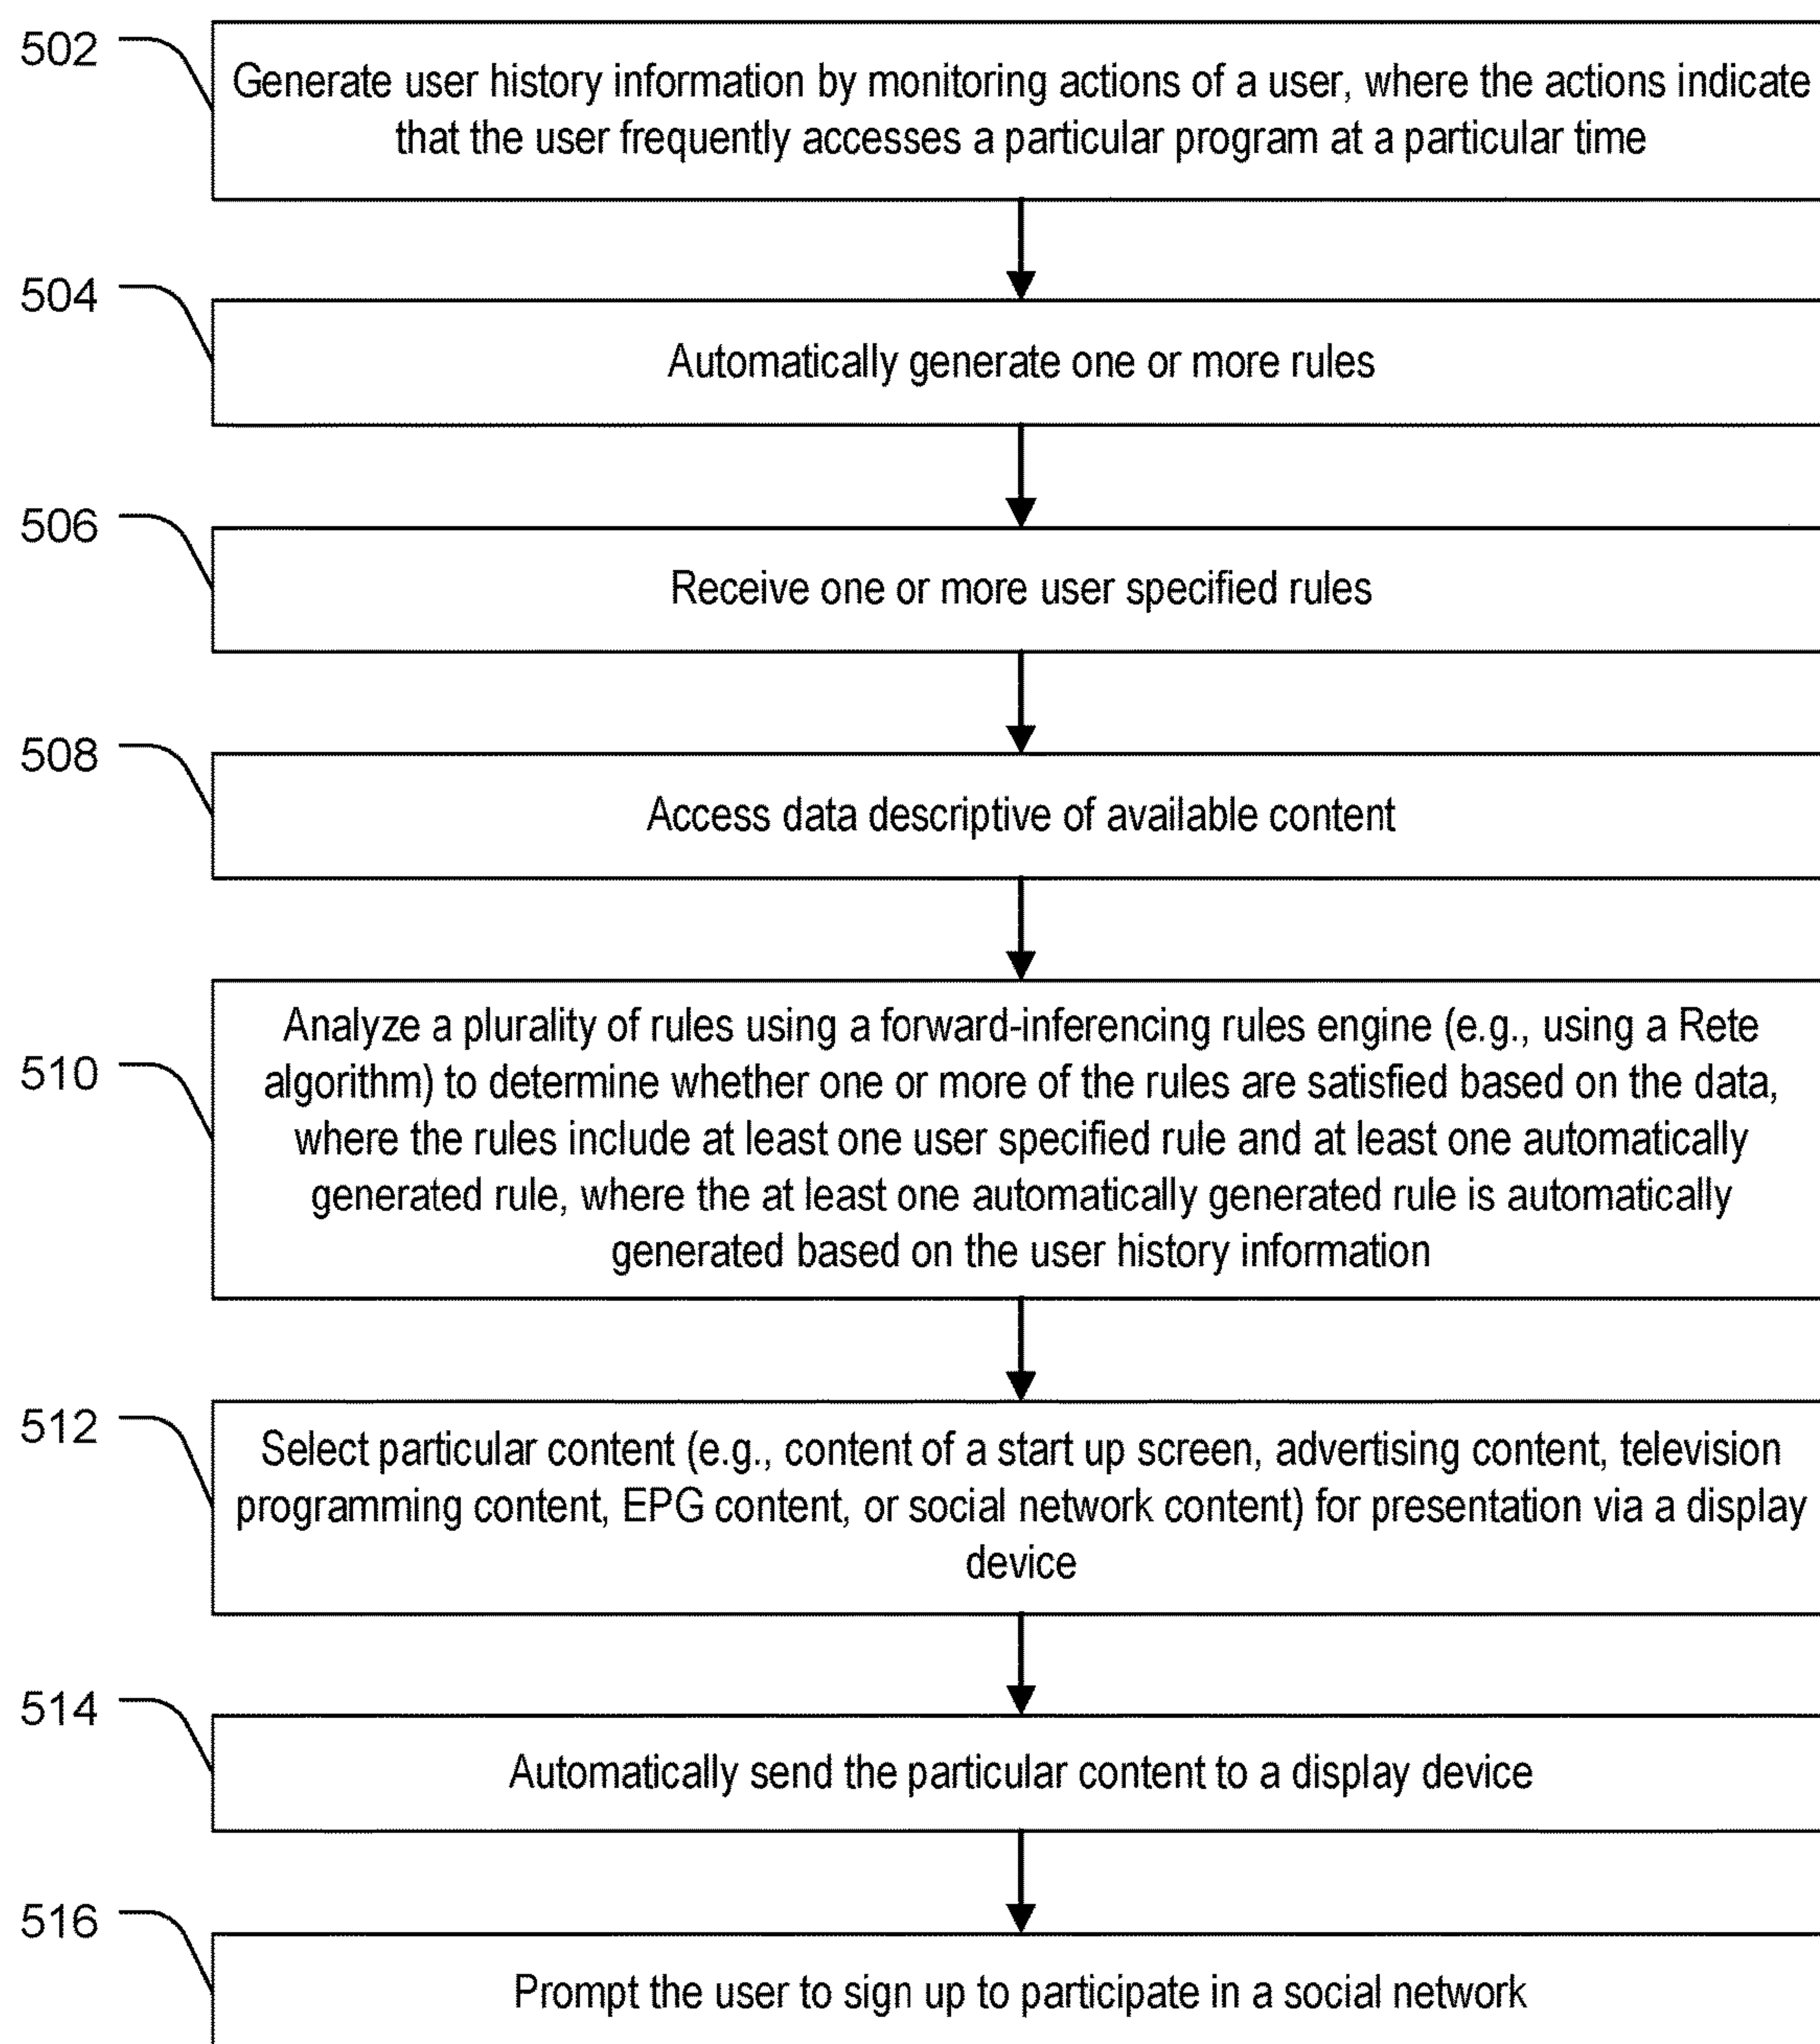 502
Generate user history information by monitoring actions of a user, where the actions indicate
that the user frequently accesses a particular program at a particular time
504
Automatically generate one or more rules
506
Receive one or more user specified rules
508
Access data descriptive of available content
510
Analyze a plurality of rules using a forward-inferencing rules engine (e.g., using a Rete
algorithm) to determine whether one or more of the rules are satisfied based on the data,
where the rules include at least one user specified rule and at least one automatically
generated rule, where the at least one automatically generated rule is automatically
generated based on the user history information
512
Select particular content (e.g., content of a start up screen, advertising content, television
programming content, EPG content, or social network content) for presentation via a display
device
514
Automatically send the particular content to a display device
516
Prompt the user to sign up to participate in a social network